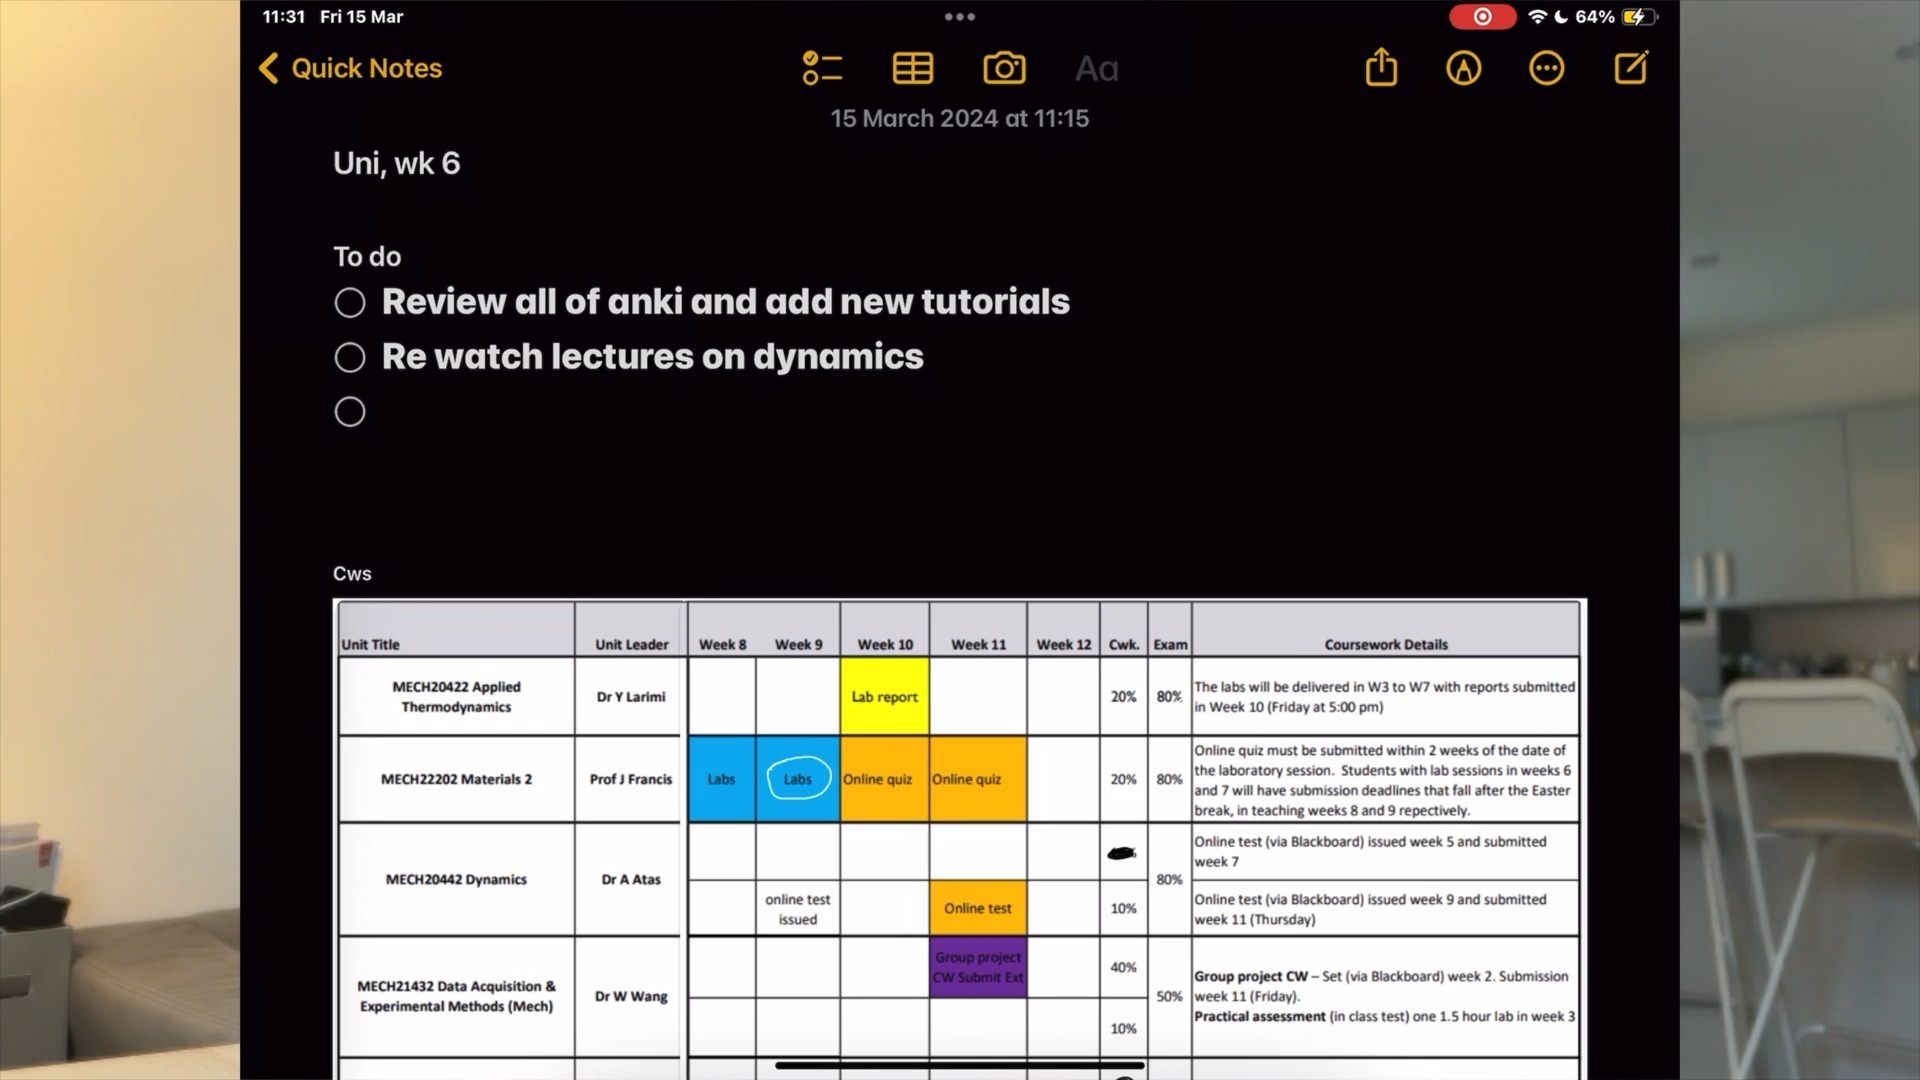 11:31 Fri 15 Mar
64%
Quick Notes
Aa
15 March 2024 at 11:15
Uni, wk 6
To do
Review all of anki and add new tutorials
Re watch lectures on dynamics
Cws
Unit Title Unit Leader Week 8 Week 9 Week 10 Week 11 Week 12 Cwk. Exam Coursework Details
MECH20422 Applied
Thermodynamics
Dr Y Larimi
Lab report
20%
80%
The labs will be delivered in W3 to W7 with reports submitted
in Week 10 (Friday at 5:00 pm)
MECH22202 Materials 2
Prof J Francis
Labs
Labs
Online quiz
Online quiz
20%
80%
Online quiz must be submitted within 2 weeks of the date of
the laboratory session. Students with lab sessions in weeks 6
and 7 will have submission deadlines that fall after the Easter
break, in teaching weeks 8 and 9 repectively.
MECH20442 Dynamics
Dr A Atas
80%
Online test (via Blackboard) issued week 5 and submitted
week 7
online test
issued
Online test
10%
Online test (via Blackboard) issued week 9 and submitted
week 11 (Thursday)
MECH21432 Data Acquisition &
Experimental Methods (Mech)
Dr W Wang
Group project
CW Submit Ext
40%
10%
50%
Group project CW – Set (via Blackboard) week 2. Submission
week 11 (Friday).
Practical assessment (in class test) one 1.5 hour lab in week 3